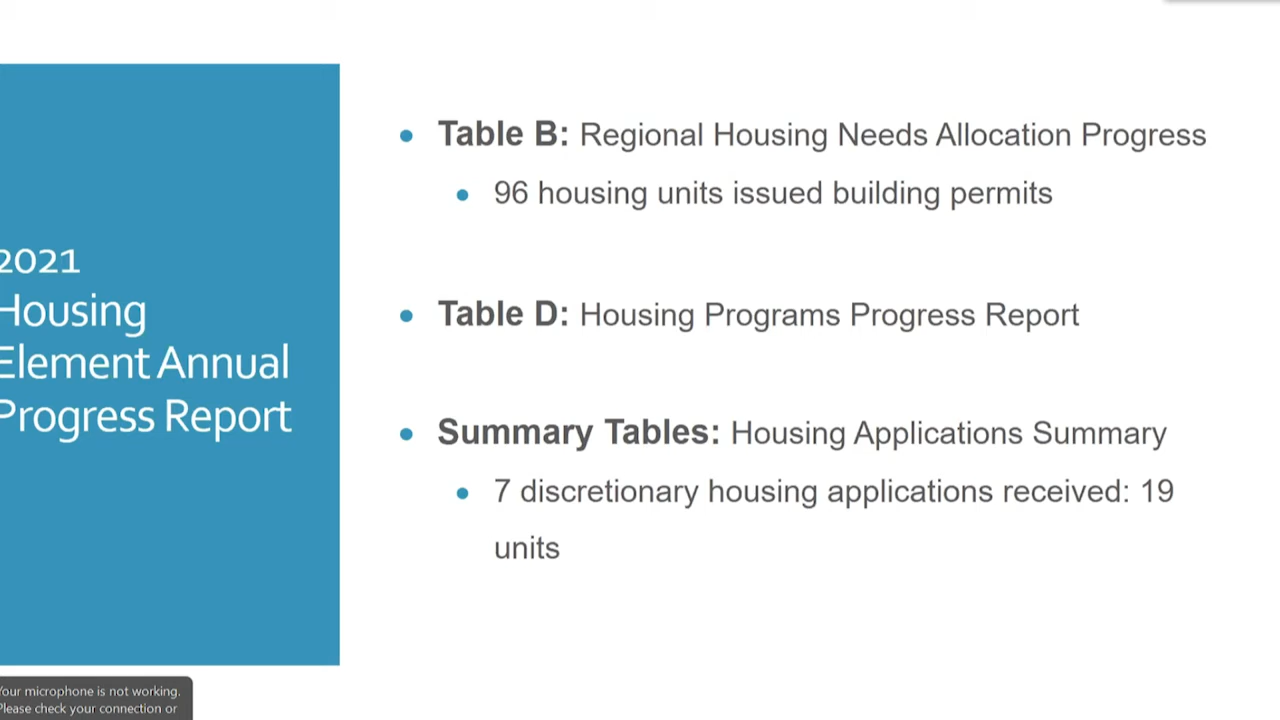 2021
Housing
Element Annual
Progress Report
Table B: Regional Housing Needs Allocation Progress
96 housing units issued building permits
Table D: Housing Programs Progress Report
Summary Tables: Housing Applications Summary
7 discretionary housing applications received: 19
units
Your microphone is not working.
Please check your connection or